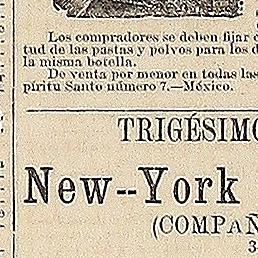 Los compradores se deben fijar
tud de las pastas y polvos para los d
la misma botella.
De venta por menor en todas las
píritu Santo número 7.—México.
TRIGÉSIMO
New--York
(COMPAÑ
3